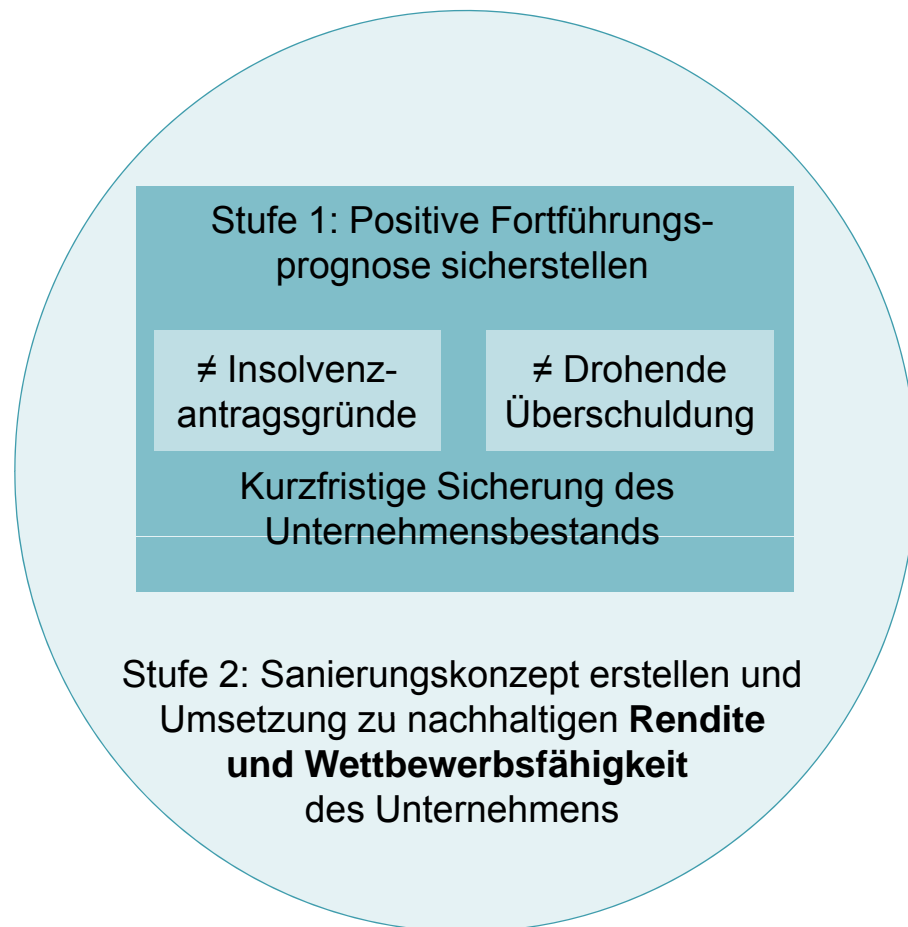 Stufe 1: Positive Fortführungs-
prognose sicherstellen
≠ Insolvenz-
antragsgründe
≠ Drohende
Überschuldung
Kurzfristige Sicherung des
Unternehmensbestands
Stufe 2: Sanierungskonzept erstellen und
Umsetzung zu nachhaltigen Rendite
und Wettbewerbsfähigkeit
des Unternehmens